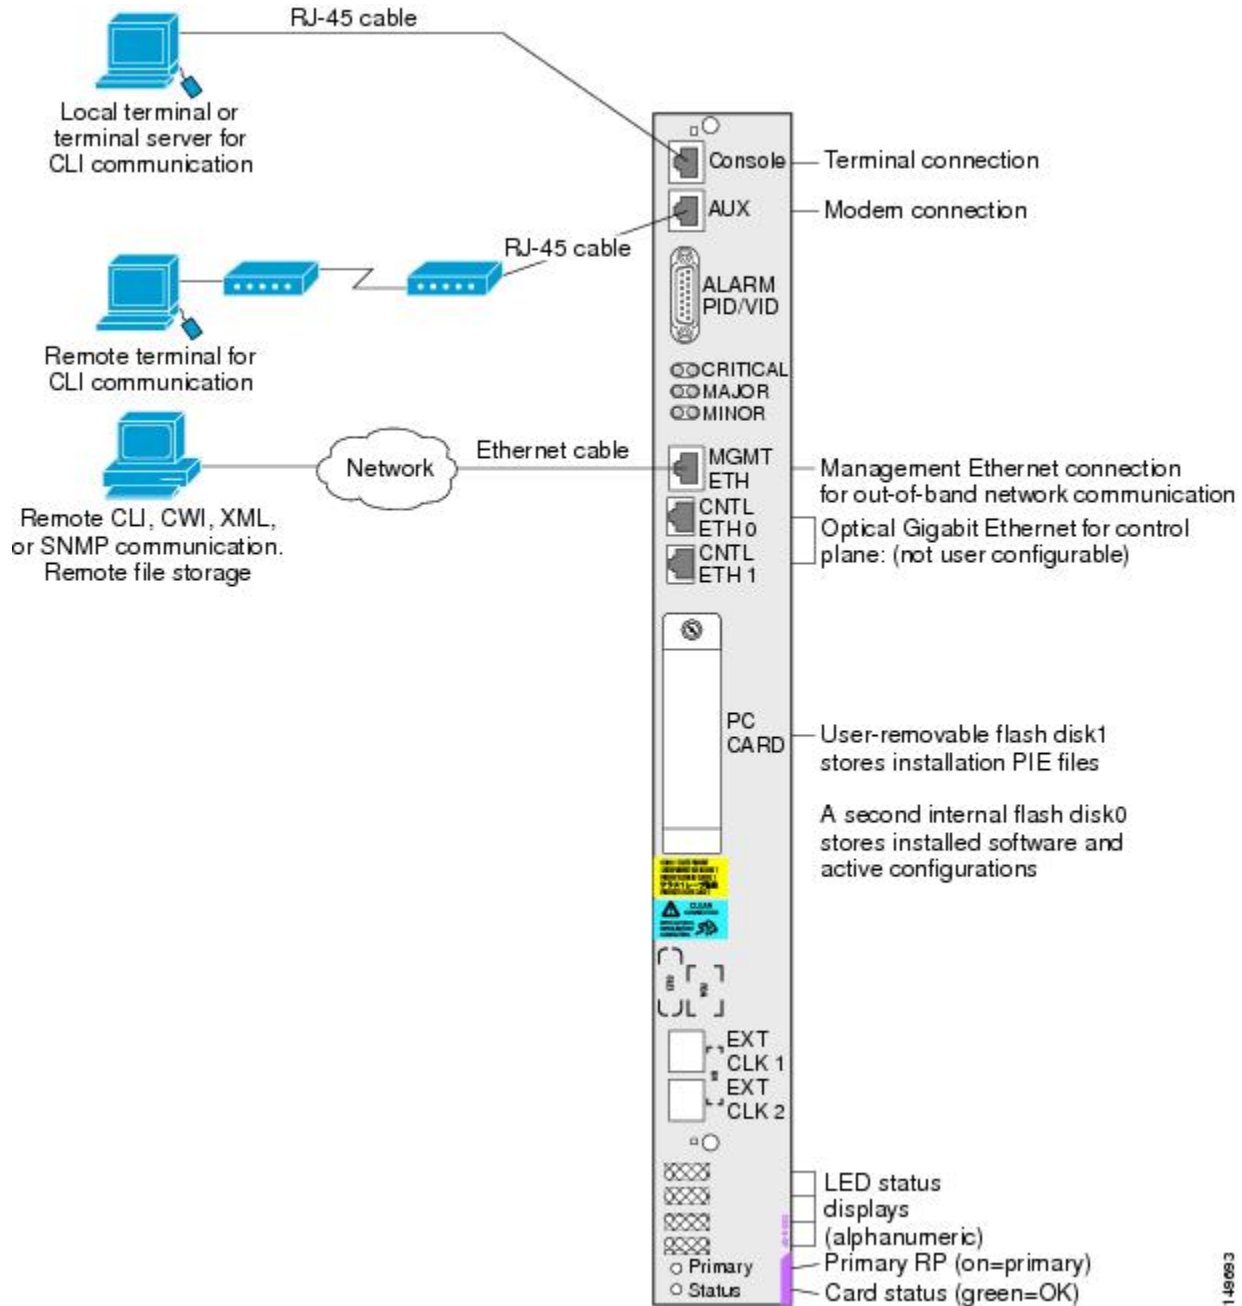 RJ-45 cable
Local terminal or
terminal server for
CLI communication
Console
Terminal connection
AUX
Modem connection
RJ-45 cable
ALARM
PID/VID
Remote terminal for
CLI communication
CRITICAL
MAJOR
MINOR
Ethernet cable
Network
MGMT
ETH
Management Ethernet connection
for out-of-band network communication
Remote CLI, CWI, XML,
or SNMP communication.
Remote file storage
CNTL
ETH 0
CNTL
ETH 1
Optical Gigabit Ethernet for control
plane: (not user configurable)
PC
CARD
User-removable flash disk1
stores installation PIE files
A second internal flash disk0
stores installed software and
active configurations
CLEAN
EXT
CLK 1
EXT
CLK 2
LED status
displays
(alphanumeric)
Primary
Primary RP (on=primary)
Status
Card status (green=OK)
149693